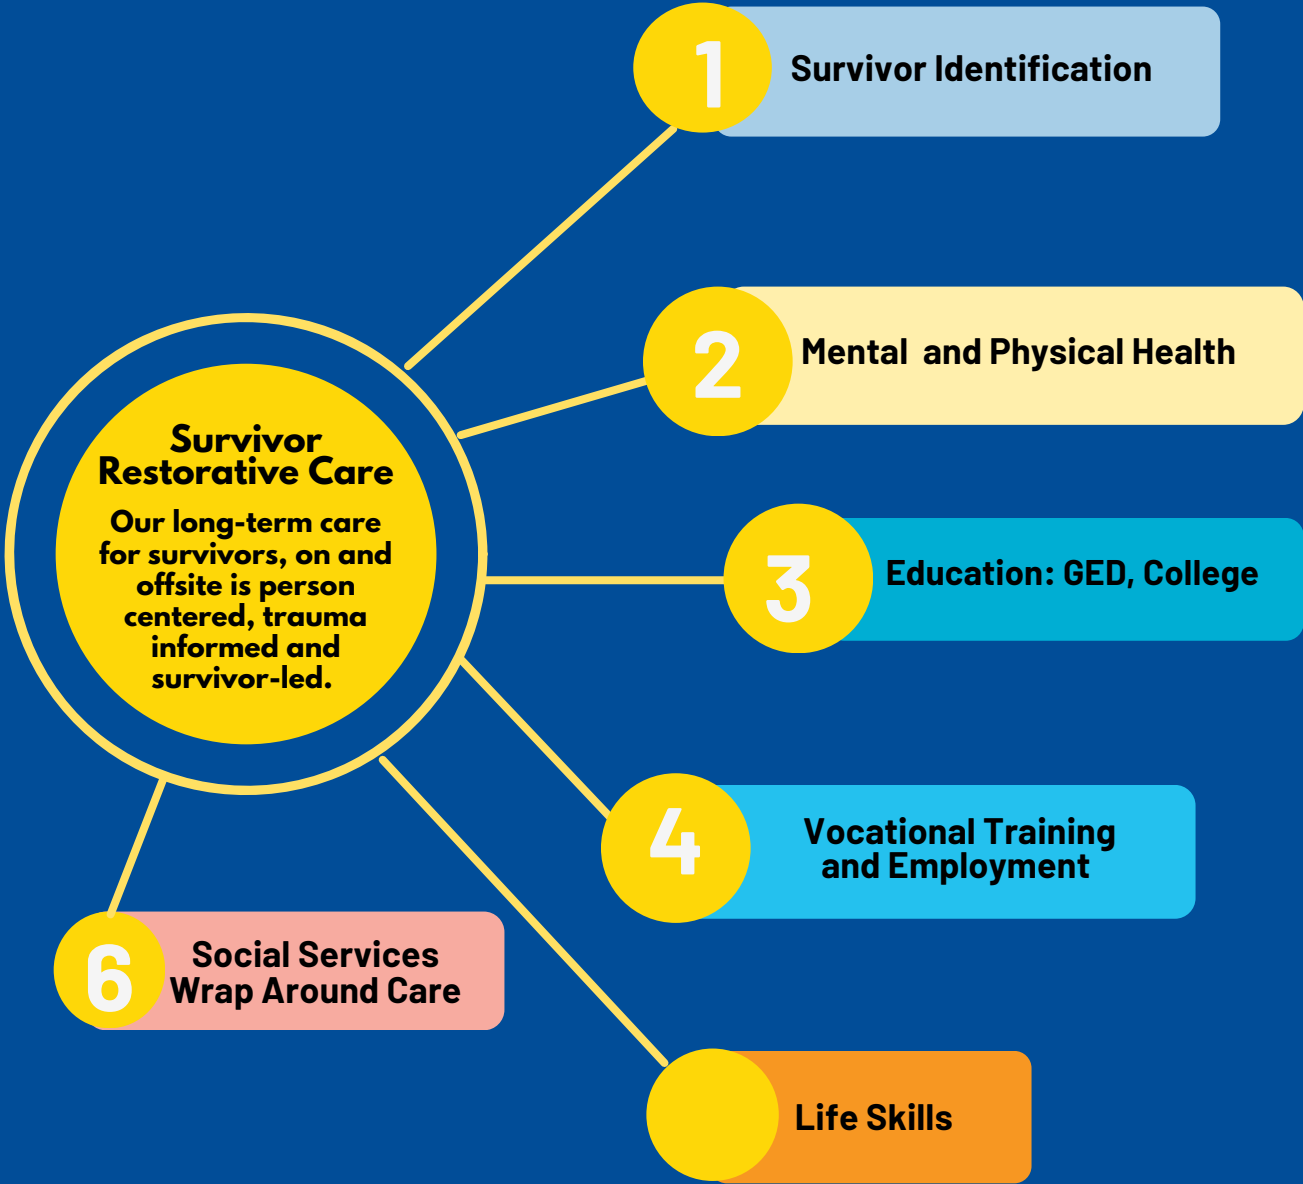 1
Survivor Identification
2
Mental and Physical Health
3
Education: GED, College
Survivor
Restorative Care
Our long-term care
for survivors, on and
offsite is person
centered, trauma
informed and
survivor-led.
4
Vocational Training
and Employment
6
Social Services
Wrap Around Care
Life Skills